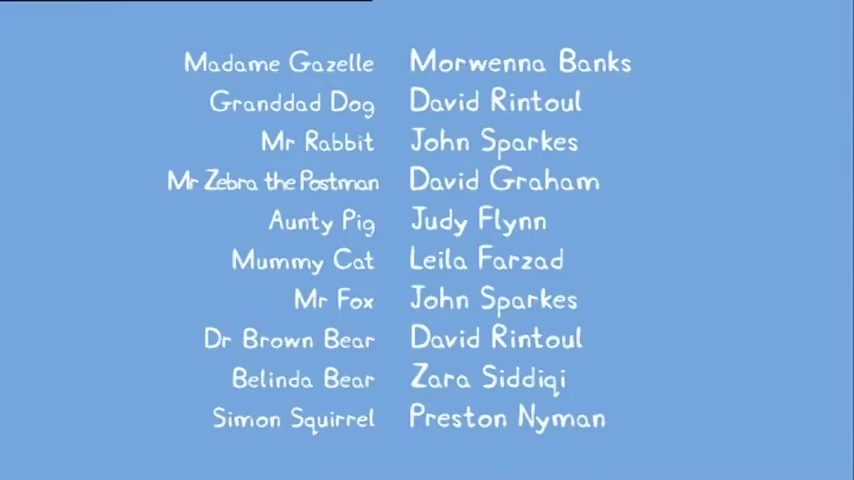 Madame Gazelle Morwenna Banks
Granddad Dog David Rintoul
Mr Rabbit John Sparkes
Mr Zebra the Postman David Graham
Aunty Pig Judy Flynn
Mummy Cat Leila Farzad
Mr Fox John Sparkes
Dr Brown Bear David Rintoul
Belinda Bear Zara Siddiqi
Simon Squirrel Preston Nyman